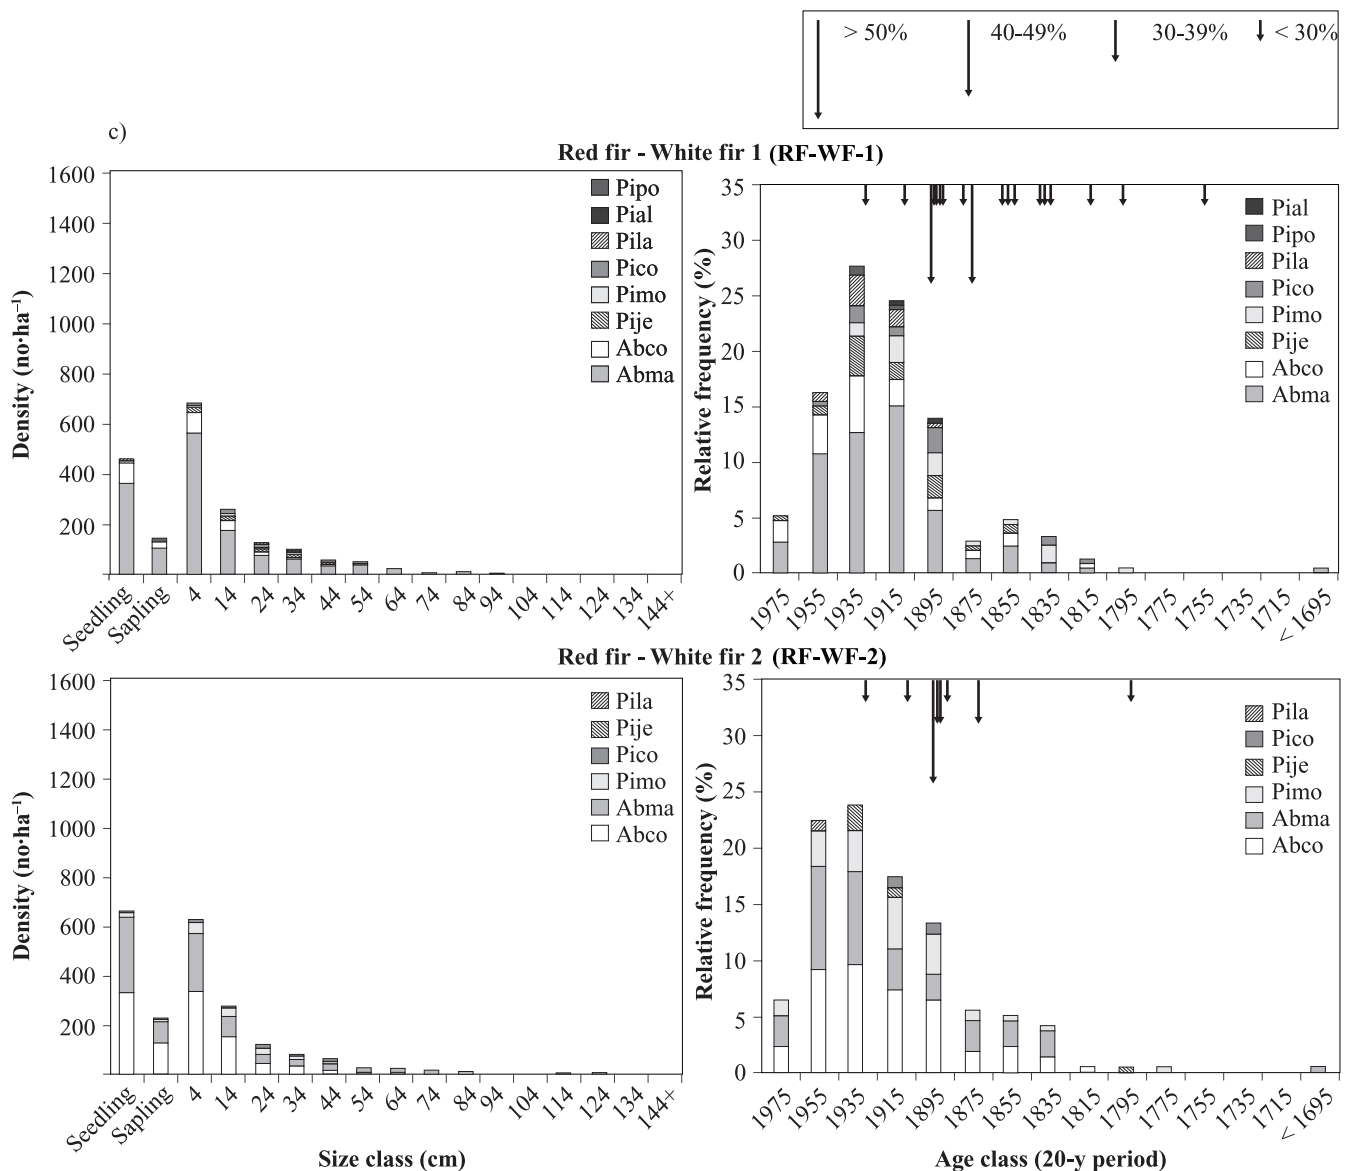 > 50%
40-49%
30-39%
< 30%
c)
Red fir - White fir 1 (RF-WF-1)
Density (no·ha⁻¹)
1600
1400
1200
1000
800
600
400
200
Pipo
Pial
Pila
Pico
Pimo
Pije
Abco
Abma
Seedling
Sapling
4
14
24
34
44
54
64
74
84
94
104
114
124
134
144+
Relative frequency (%)
35
30
25
20
15
10
5
0
Pial
Pipo
Pila
Pico
Pimo
Pije
Abco
Abma
1975
1955
1935
1915
1895
1875
1855
1835
1815
1795
1775
1755
1735
1715
< 1695
Red fir - White fir 2 (RF-WF-2)
Density (no·ha⁻¹)
1600
1400
1200
1000
800
600
400
200
Pila
Pije
Pico
Pimo
Abma
Abco
Seedling
Sapling
4
14
24
34
44
54
64
74
84
94
104
114
124
134
144+
Size class (cm)
Relative frequency (%)
35
30
25
20
15
10
5
0
Pila
Pico
Pije
Pimo
Abma
Abco
1975
1955
1935
1915
1895
1875
1855
1835
1815
1795
1775
1755
1735
1715
< 1695
Age class (20-y period)